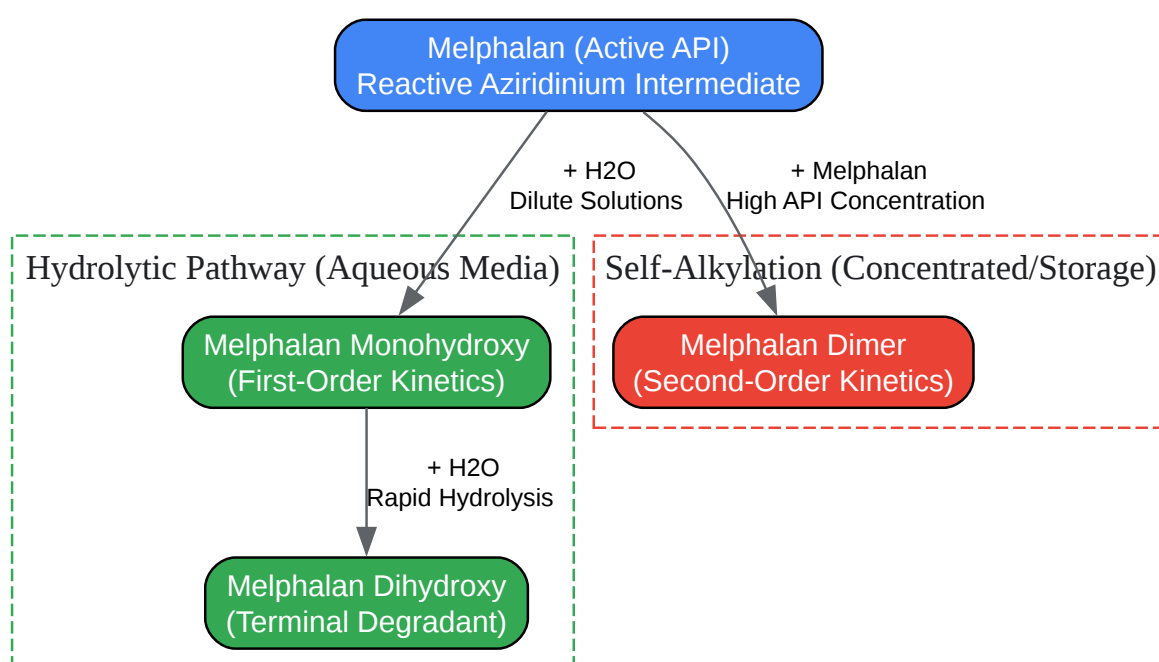 Melphalan (Active API)
Reactive Aziridinium Intermediate
+ H2O
Dilute Solutions
+ Melphalan
High API Concentration
Hydrolytic Pathway (Aqueous Media)
Self-Alkylation (Concentrated/Storage)
Melphalan Monohydroxy
(First-Order Kinetics)
Melphalan Dimer
(Second-Order Kinetics)
+ H2O
Rapid Hydrolysis
Melphalan Dihydroxy
(Terminal Degradant)